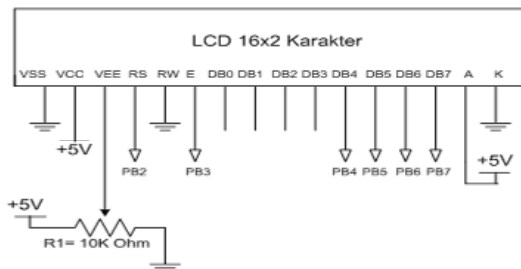 LCD 16x2 Karakter
VSS VCC VEE RS RW E DB0 DB1 DB2 DB3 DB4 DB5 DB6 DB7 A K
+5V
PB2 PB3 PB4 PB5 PB6 PB7
+5V
+5V
R1= 10K Ohm